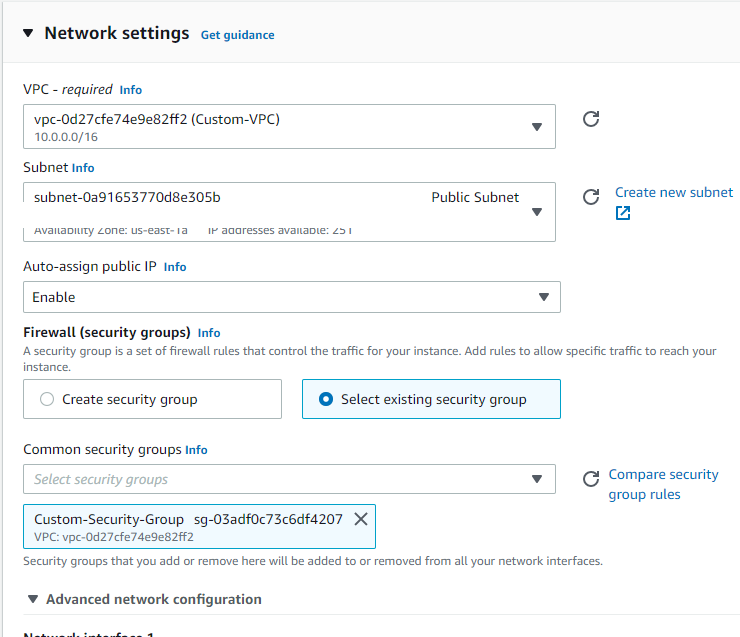 Network settings Get guidance
VPC - required Info
vpc-0d27cfe74e9e82ff2 (Custom-VPC)
10.0.0.0/16
Subnet Info
subnet-0a91653770d8e305b Public Subnet
Create new subnet
Availability Zone: us-east-1a IP addresses available: 251
Auto-assign public IP Info
Enable
Firewall (security groups) Info
A security group is a set of firewall rules that control the traffic for your instance. Add rules to allow specific traffic to reach your
instance.
Create security group Select existing security group
Common security groups Info
Select security groups
Compare security
group rules
Custom-Security-Group sg-03adf0c73c6df4207
VPC: vpc-0d27cfe74e9e82ff2
Security groups that you add or remove here will be added to or removed from all your network interfaces.
Advanced network configuration
Network interface 1